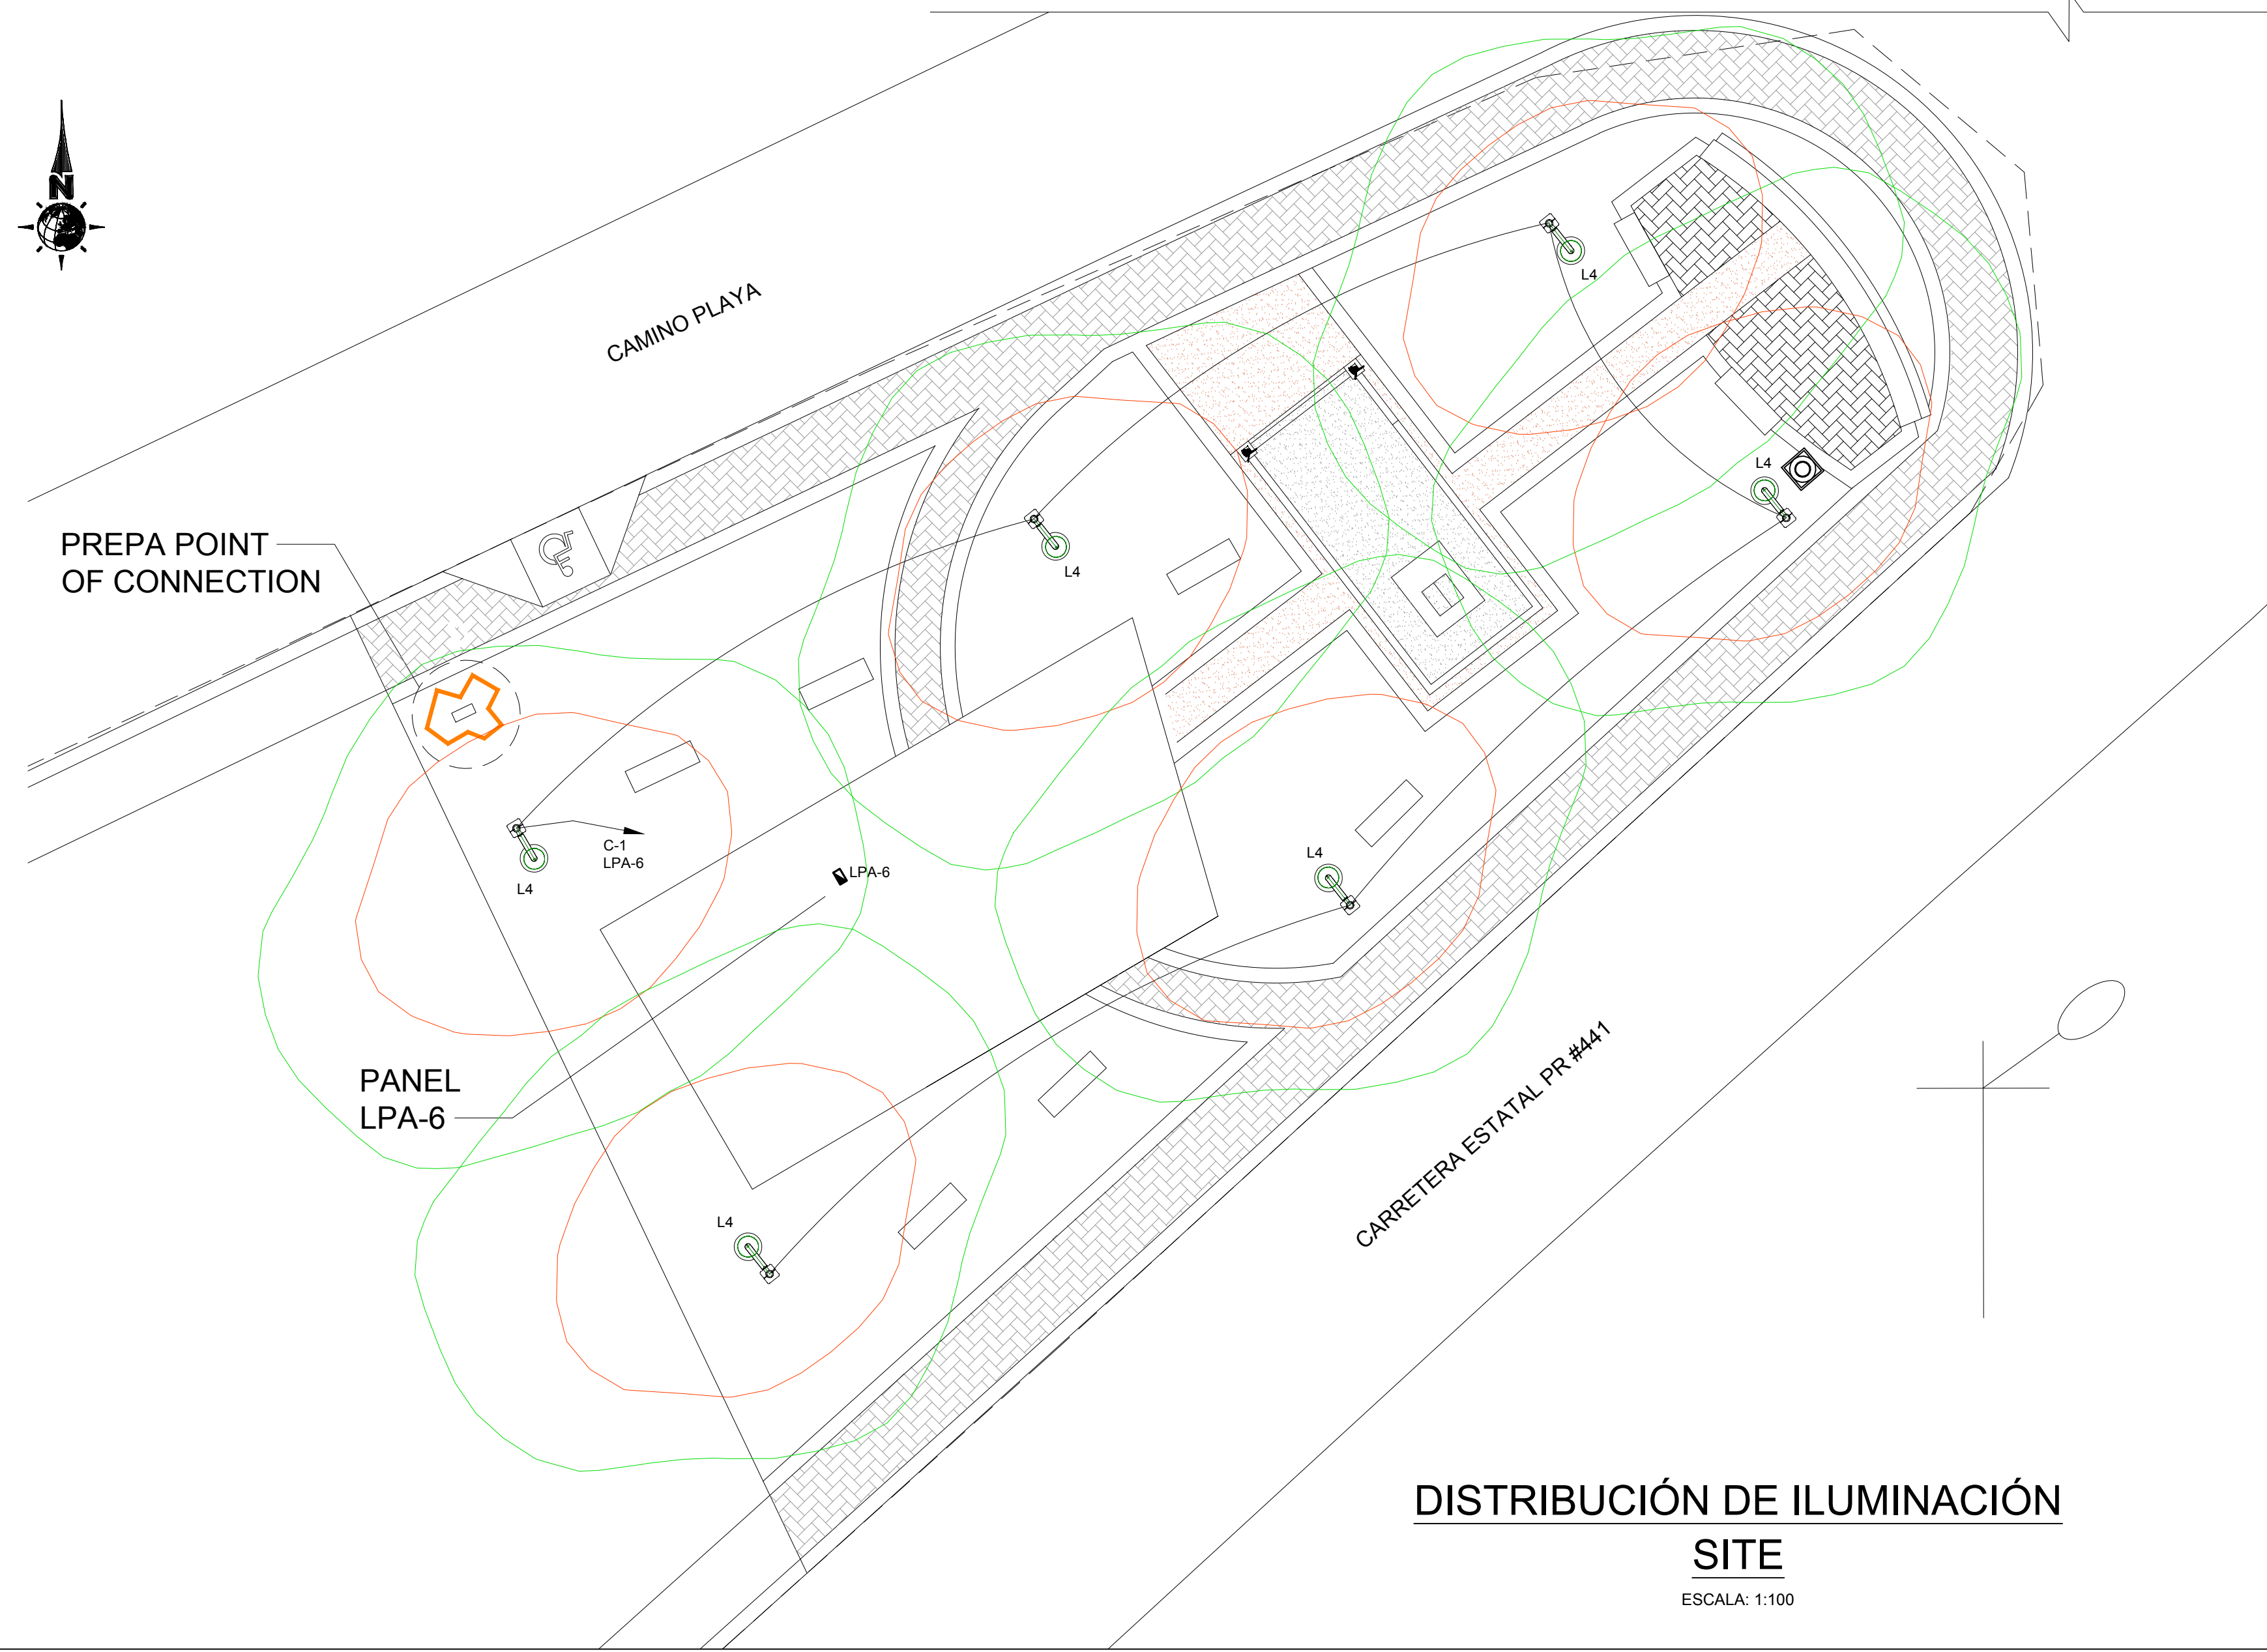 N
CAMINO PLAYA
L4
L4
PREPA POINT
OF CONNECTION
L4
C-1
LPA-6
L4
LPA-6
L4
PANEL
LPA-6
L4
CARRETERA ESTATAL PR #441
DISTRIBUCIÓN DE ILUMINACIÓN
SITE
ESCALA: 1:100